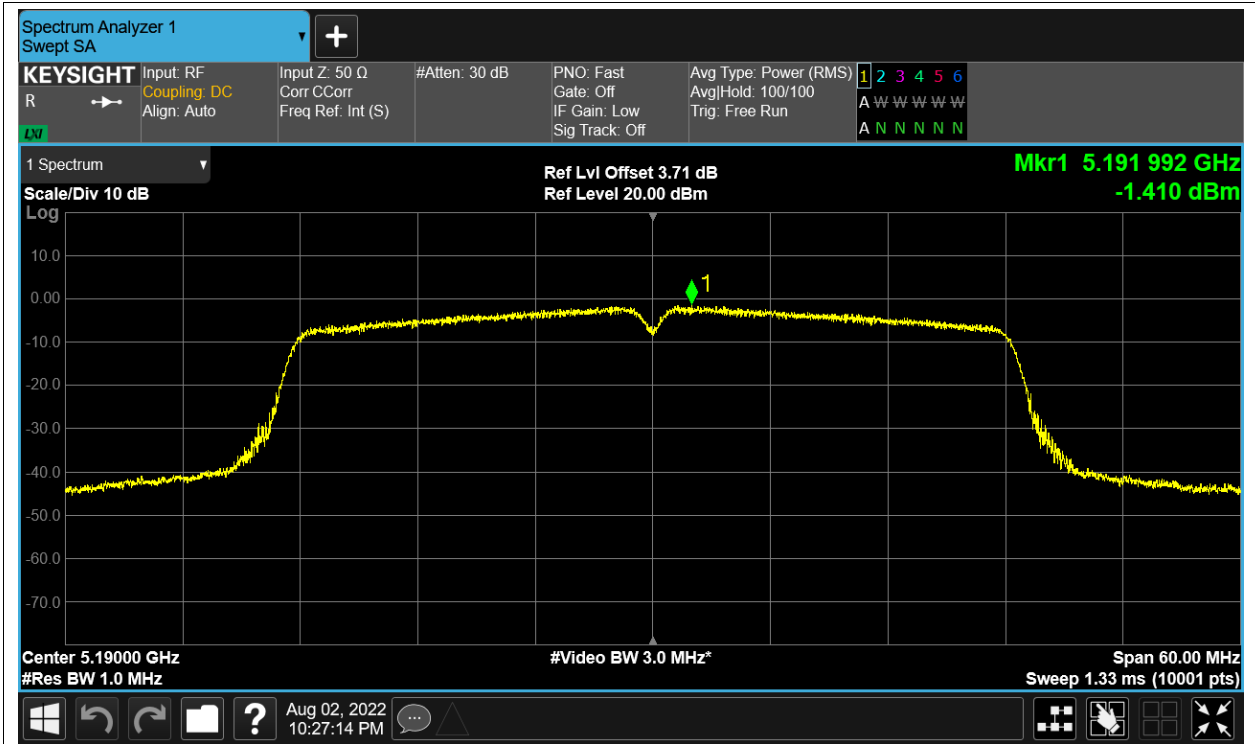 Spectrum Analyzer 1
Swept SA
KEYSIGHT
R
LXI
Input: RF
Coupling: DC
Align: Auto
Input Z: 50 Ω
Corr CCorr
Freq Ref: Int (S)
#Atten: 30 dB
PNO: Fast
Gate: Off
IF Gain: Low
Sig Track: Off
Avg Type: Power (RMS)
Avg|Hold: 100/100
Trig: Free Run
1 2 3 4 5 6
A W W W W W
A N N N N N
1 Spectrum
Scale/Div 10 dB
Log
Ref Lvl Offset 3.71 dB
Ref Level 20.00 dBm
Mkr1 5.191 992 GHz
-1.410 dBm
10.0
0.00
-10.0
-20.0
-30.0
-40.0
-50.0
-60.0
-70.0
1
Center 5.19000 GHz
#Res BW 1.0 MHz
#Video BW 3.0 MHz*
Span 60.00 MHz
Sweep 1.33 ms (10001 pts)
?
Aug 02, 2022
10:27:14 PM